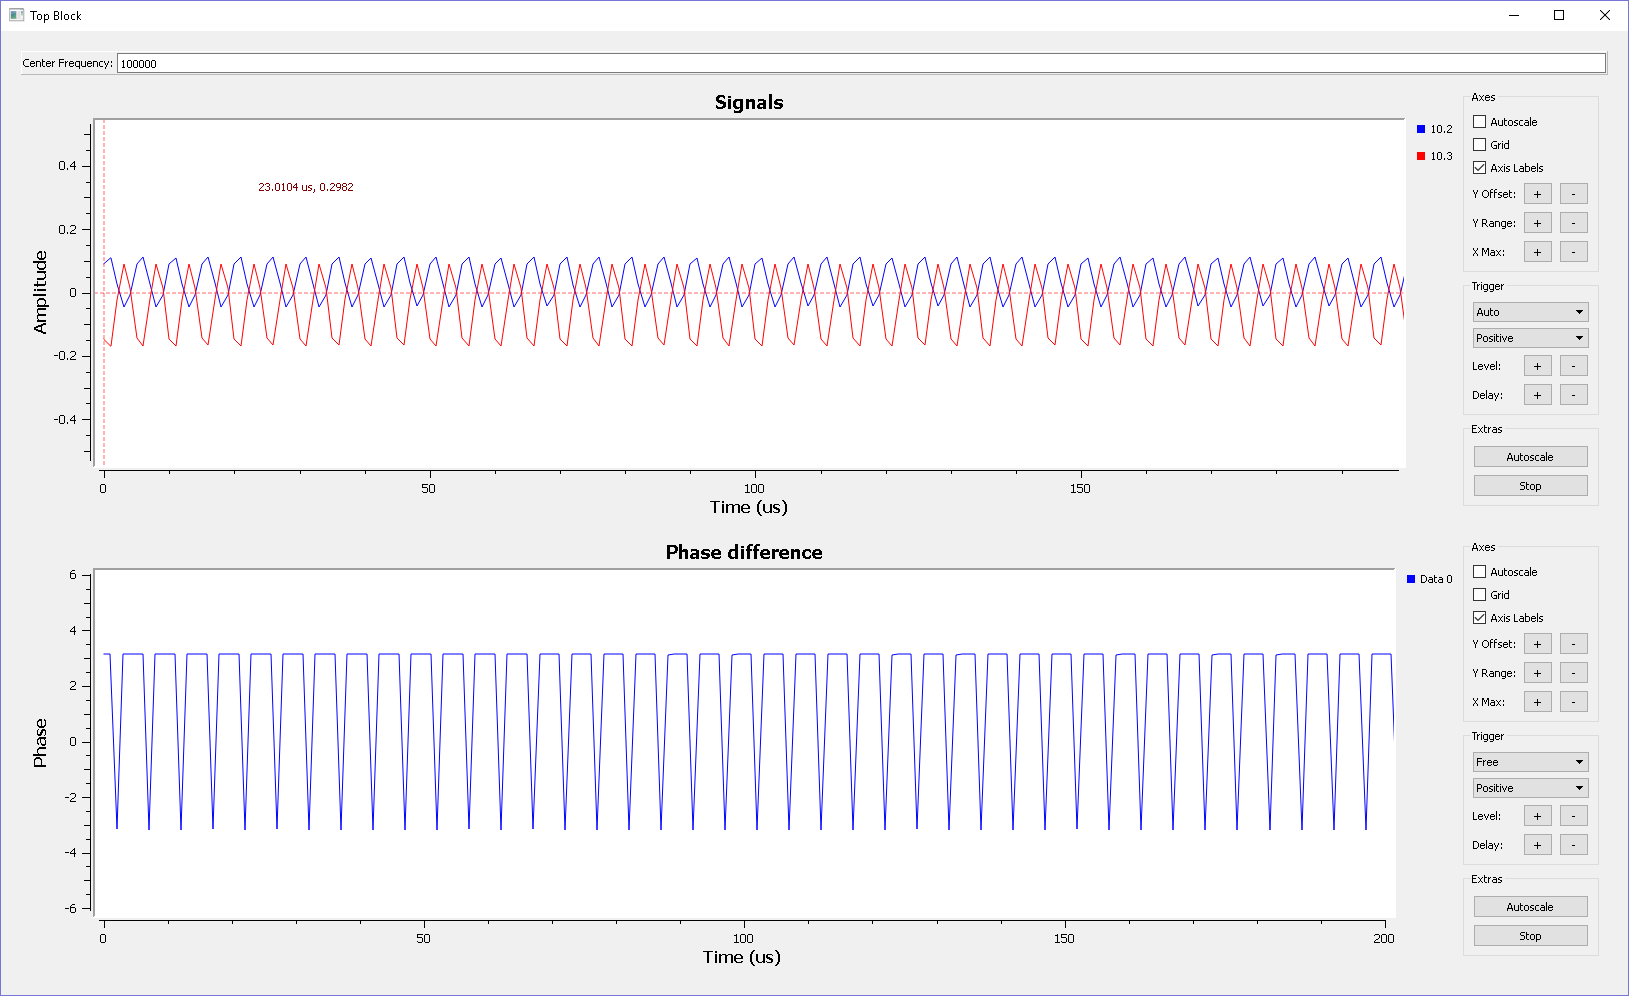 Top Block
Center Frequency: 100000
Signals
Amplitude
0.4
0.2
0
-0.2
-0.4
23.0104 us, 0.2982
0 50 100 150
Time (us)
10.2
10.3
Axes
Autoscale
Grid
Axis Labels
Y Offset: + -
Y Range: + -
X Max: + -
Trigger
Auto
Positive
Level: + -
Delay: + -
Extras
Autoscale
Stop
Phase difference
Phase
6
4
2
0
-2
-4
-6
0 50 100 150 200
Time (us)
Data 0
Axes
Autoscale
Grid
Axis Labels
Y Offset: + -
Y Range: + -
X Max: + -
Trigger
Free
Positive
Level: + -
Delay: + -
Extras
Autoscale
Stop